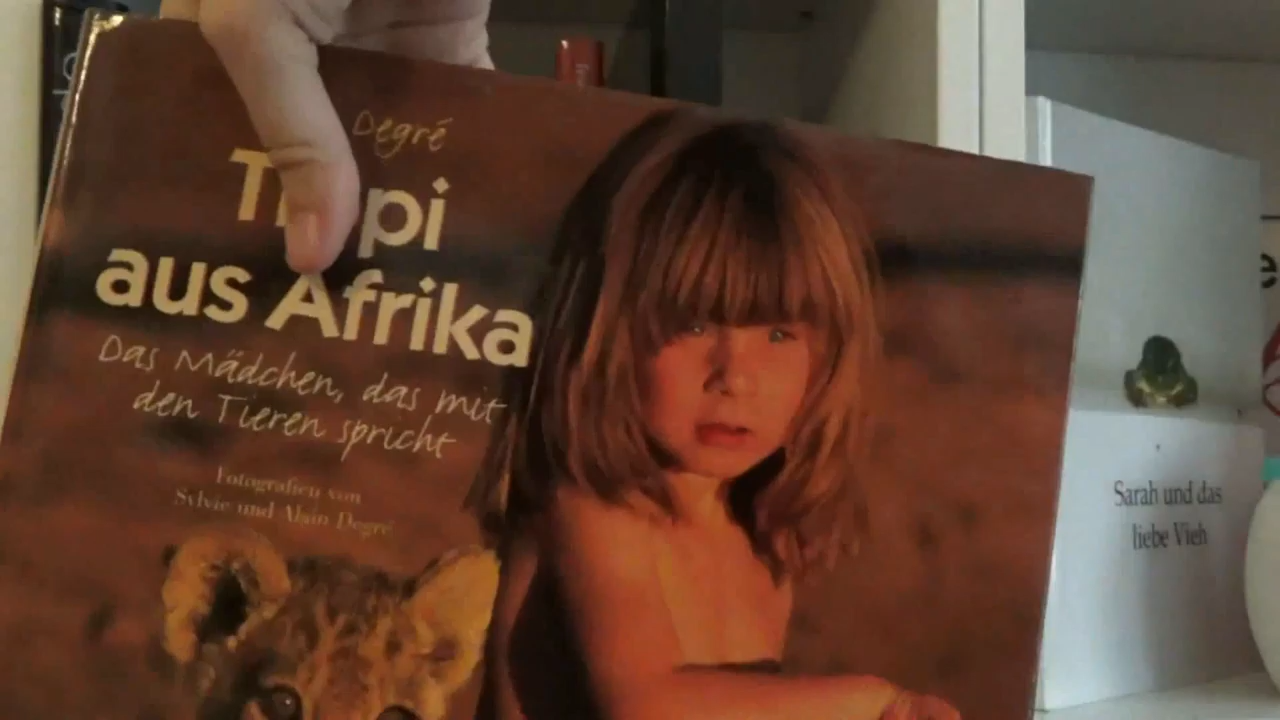 Degré
T pi
aus Afrika
Das Mädchen, das mit
den Tieren spricht
Fotografien von
Sylvie und Alain Degré
Sarah und das
liebe Vieh